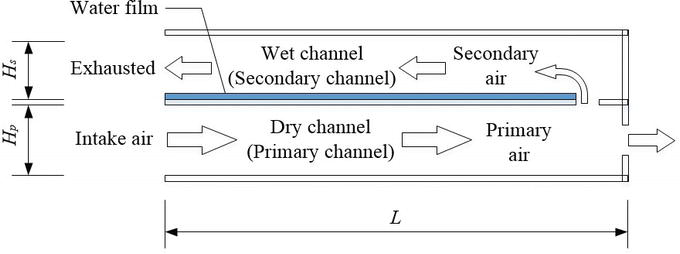 Water film
Wet channel
(Secondary channel)
Secondary
air
Exhausted
Hs
Intake air
Dry channel
(Primary channel)
Primary
air
Hp
L